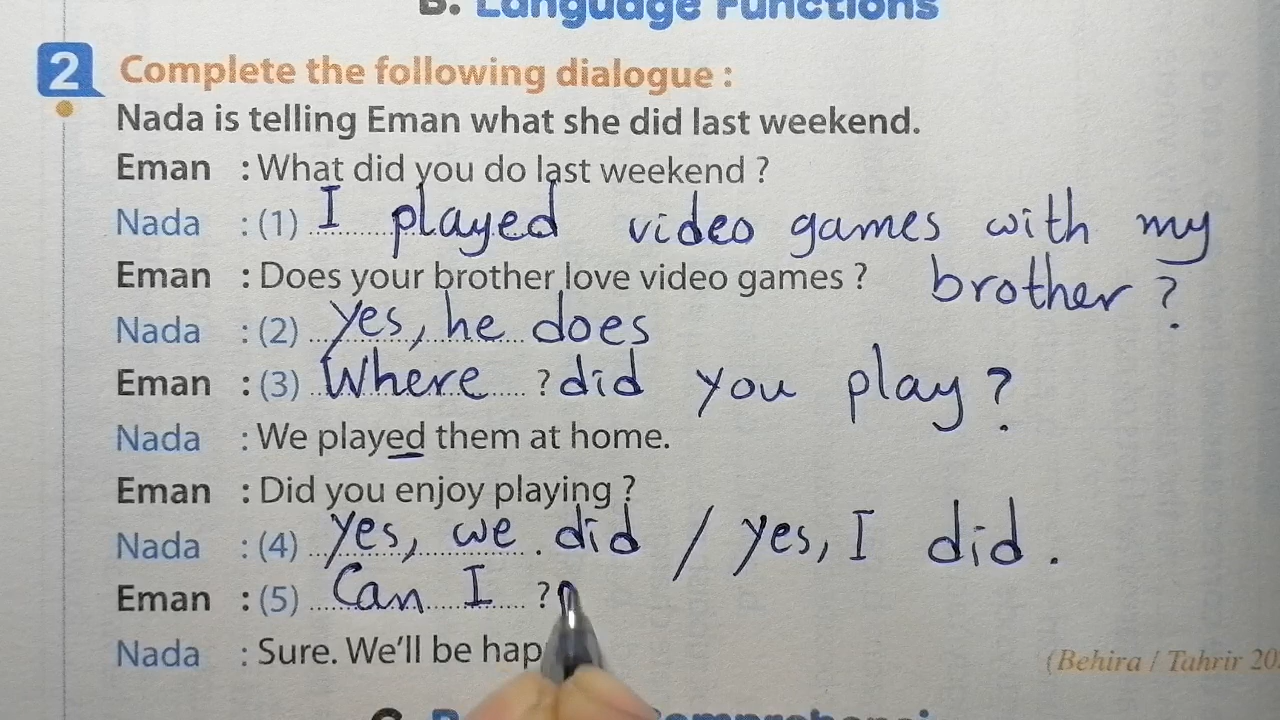 B. Language Functions
2 Complete the following dialogue :
Nada is telling Eman what she did last weekend.
Eman : What did you do last weekend ?
Nada : (1) I played video games with my
brother ?
Eman : Does your brother love video games ?
Nada : (2) yes, he does
Eman : (3) Where ? did you play?
Nada : We played them at home.
Eman : Did you enjoy playing ?
Nada : (4) yes, we . did / yes, I did .
Eman : (5) Can I ?
Nada : Sure. We'll be
(Behira / Tahrir
C.